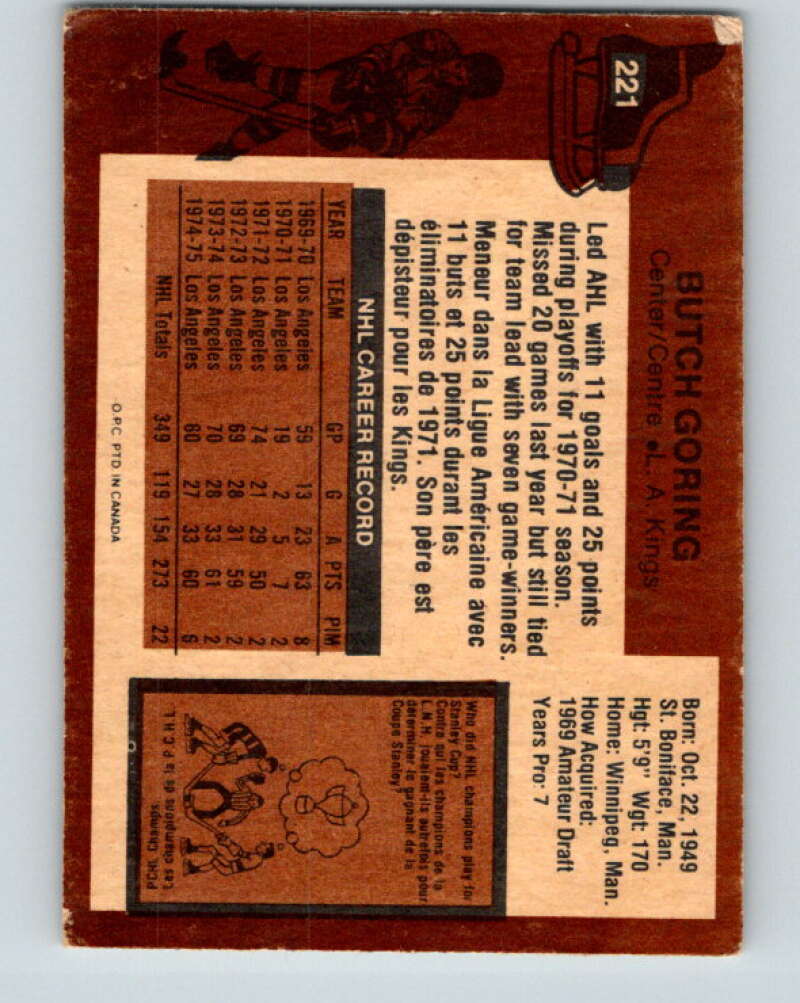 221
BUTCH GORING
Center/Centre • L. A. Kings
Born: Oct. 22, 1949
St. Boniface, Man.
Hgt: 5'9" Wgt: 170
Home: Winnipeg, Man.
How Acquired:
1969 Amateur Draft
Years Pro: 7
Led AHL with 11 goals and 25 points
during playoffs for 1970-71 season.
Missed 20 games last year but still tied
for team lead with seven game-winners.
Meneur dans la Ligue Américaine avec
11 buts et 25 points durant les
éliminatoires de 1971. Son père est
dépisteur pour les Kings.
NHL CAREER RECORD
YEAR TEAM GP G A PTS PIM
1969-70 Los Angeles 59 13 23 63 8
1970-71 Los Angeles 19 2 5 7 2
1971-72 Los Angeles 74 21 29 50 2
1972-73 Los Angeles 69 28 31 59 2
1973-74 Los Angeles 70 28 33 61 2
1974-75 Los Angeles 60 27 33 60 6
NHL Totals 349 119 154 273 22
Who did NHL champions play for
Stanley Cup?
Contre qui les champions de la
L.N.H. jouaient-ils autrefois pour
déterminer le gagnant de la
Coupe Stanley?
PCHL Champs.
Les champions de la P.C.H.L.
O.P.C. PTD. IN CANADA